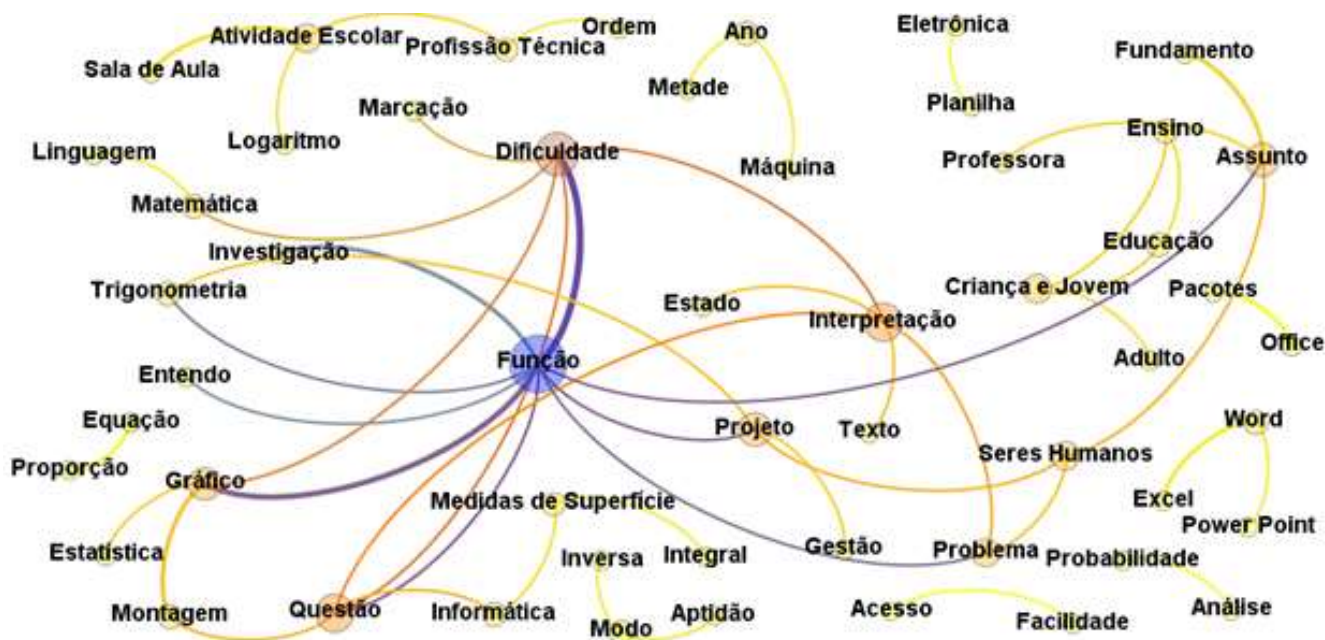 Atividade Escolar
Ordem
Profissão Técnica
Ano
Eletrônica
Fundamento
Sala de Aula
Metade
Planilha
Marcação
Logaritmo
Dificuldade
Ensino
Linguagem
Máquina
Professora
Assunto
Matemática
Investigação
Educação
Trigonometria
Estado
Criança e Jovem
Pacotes
Interpretação
Office
Função
Adulto
Entendo
Equação
Projeto
Texto
Word
Proporção
Gráfico
Seres Humanos
Medidas de Superfície
Excel
Power Point
Estatística
Inversa
Integral
Gestão
Problema
Probabilidade
Montagem
Questão
Informática
Modo
Aptidão
Acesso
Facilidade
Análise